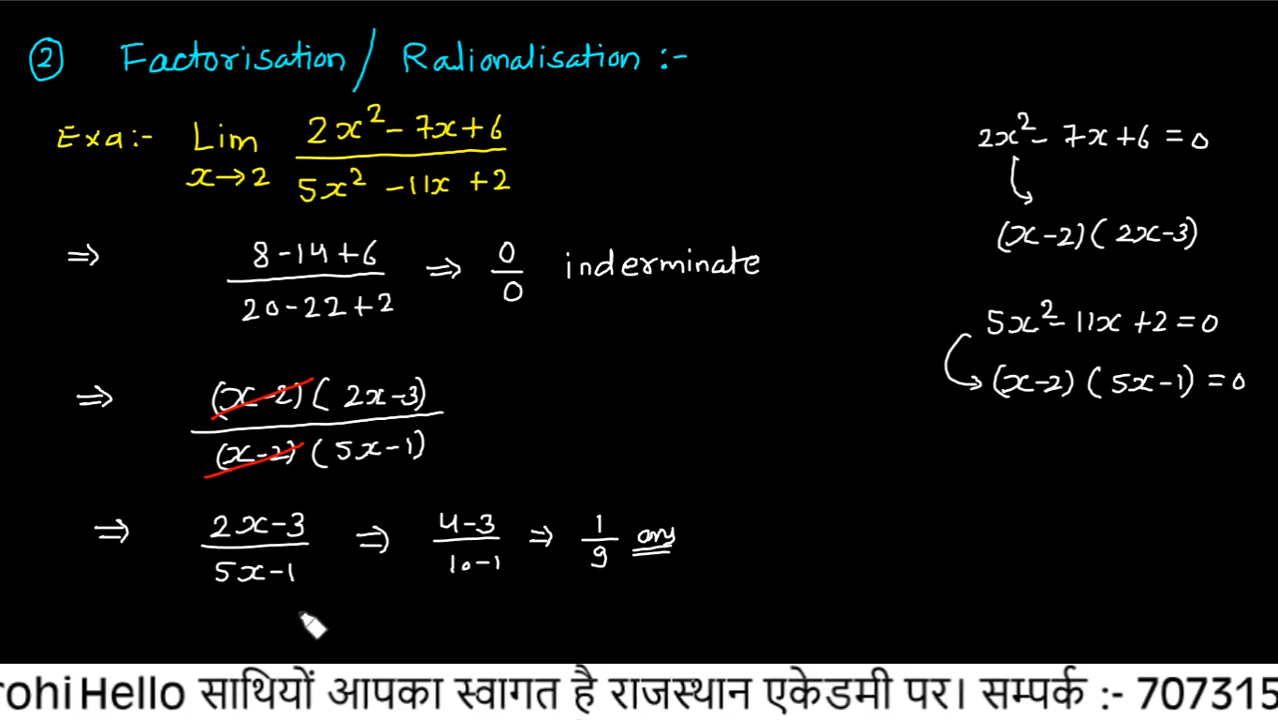 ② Factorisation / Rationalisation :-
Exa:- Lim x→2 (2x² - 7x + 6)/(5x² - 11x + 2)
⇒ (8 - 14 + 6)/(20 - 22 + 2) ⇒ 0/0 inderminate
⇒ (x-2)(2x-3)/(x-2)(5x-1)
⇒ (2x-3)/(5x-1) ⇒ (4-3)/(10-1) ⇒ 1/9 ans
2x² - 7x + 6 = 0
(x-2)(2x-3)
5x² - 11x + 2 = 0
(x-2)(5x-1) = 0
rohi Hello साथियों आपका स्वागत है राजस्थान एकेडमी पर। सम्पर्क :- 707315